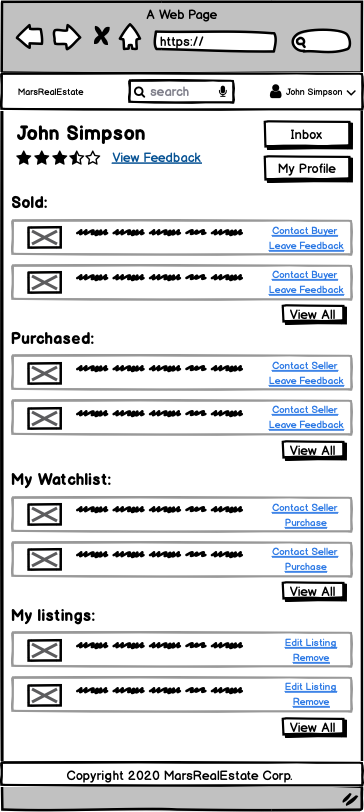 A Web Page
https://
MarsRealEstate
search
John Simpson
John Simpson
Inbox
View Feedback
My Profile
Sold:
Contact Buyer
Leave Feedback
Contact Buyer
Leave Feedback
View All
Purchased:
Contact Seller
Leave Feedback
Contact Seller
Leave Feedback
View All
My Watchlist:
Contact Seller
Purchase
Contact Seller
Purchase
View All
My listings:
Edit Listing
Remove
Edit Listing
Remove
View All
Copyright 2020 MarsRealEstate Corp.